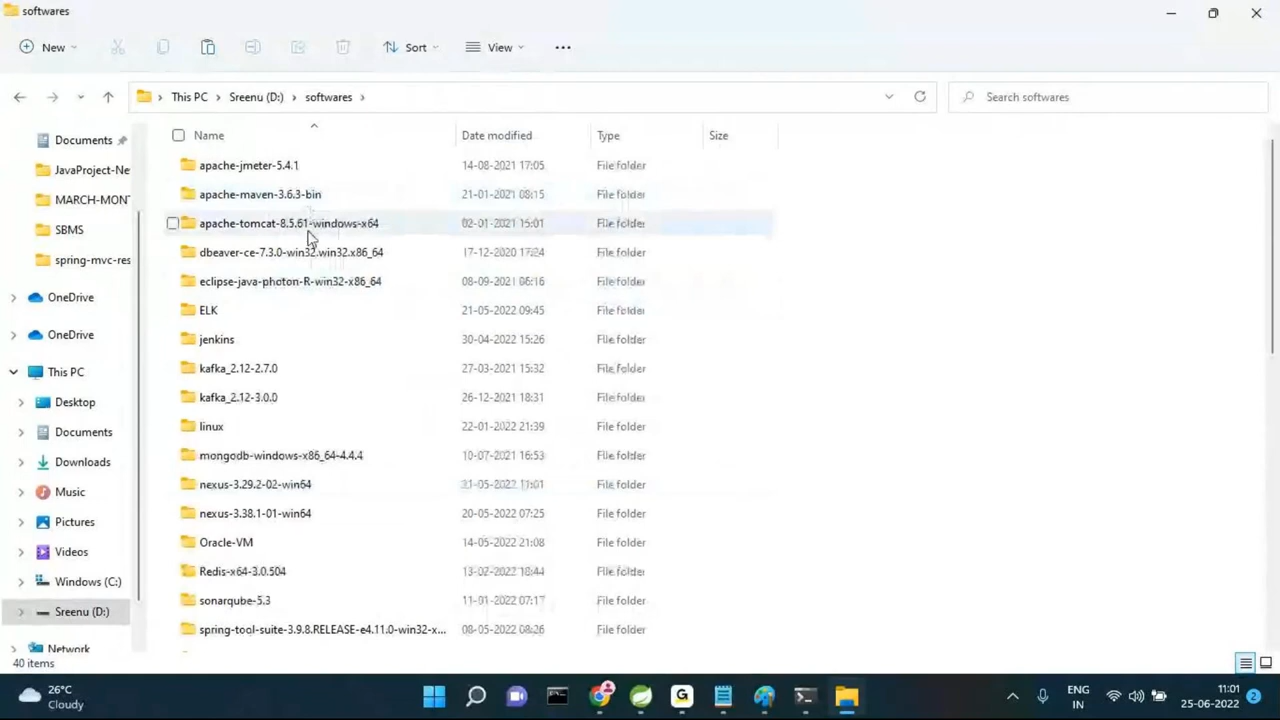 softwares
New
Sort
View
This PC > Sreenu (D:) > softwares >
Search softwares
Documents
JavaProject-Ne
MARCH-MONT
SBMS
spring-mvc-res
OneDrive
OneDrive
This PC
Desktop
Documents
Downloads
Music
Pictures
Videos
Windows (C:)
Sreenu (D:)
Network
Name Date modified Type Size
apache-jmeter-5.4.1 14-08-2021 17:05 File folder
apache-maven-3.6.3-bin 21-01-2021 08:15 File folder
apache-tomcat-8.5.61-windows-x64 02-01-2021 15:01 File folder
dbeaver-ce-7.3.0-win32.win32.x86_64 17-12-2020 17:24 File folder
eclipse-java-photon-R-win32-x86_64 08-09-2021 06:16 File folder
ELK 21-05-2022 09:45 File folder
jenkins 30-04-2022 15:26 File folder
kafka_2.12-2.7.0 27-03-2021 15:32 File folder
kafka_2.12-3.0.0 26-12-2021 18:31 File folder
linux 22-01-2022 21:39 File folder
mongodb-windows-x86_64-4.4.4 10-07-2021 16:53 File folder
nexus-3.29.2-02-win64 21-05-2022 11:01 File folder
nexus-3.38.1-01-win64 20-05-2022 07:25 File folder
Oracle-VM 14-05-2022 21:08 File folder
Redis-x64-3.0.504 13-02-2022 18:44 File folder
sonarqube-5.3 11-01-2022 07:17 File folder
spring-tool-suite-3.9.8.RELEASE-e4.11.0-win32-x... 08-05-2022 08:26 File folder
40 items
26°C
Cloudy
ENG
IN
11:01
25-06-2022
2